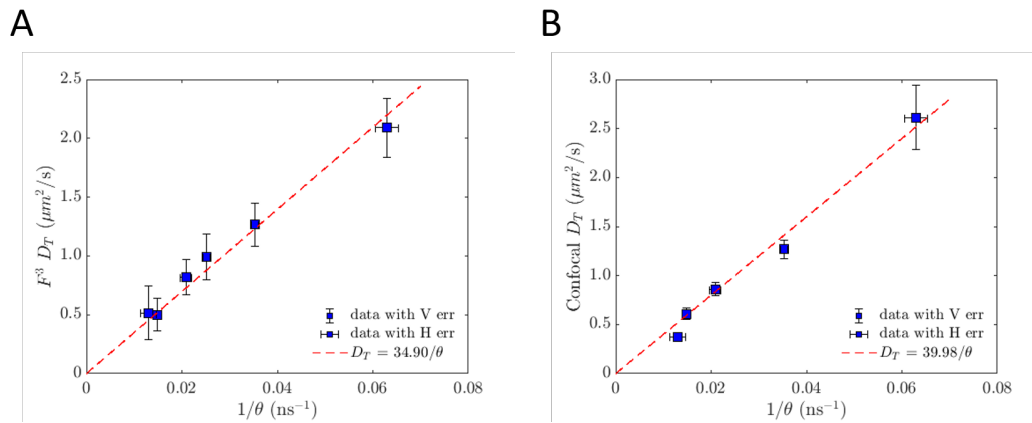 A
2.5
2.0
1.5
1.0
0.5
0
F³ D_T (μm²/s)
0 0.02 0.04 0.06 0.08
1/θ (ns⁻¹)
data with V err
data with H err
D_T = 34.90/θ
B
3.0
2.5
2.0
1.5
1.0
0.5
0
Confocal D_T (μm²/s)
0 0.02 0.04 0.06 0.08
1/θ (ns⁻¹)
data with V err
data with H err
D_T = 39.98/θ